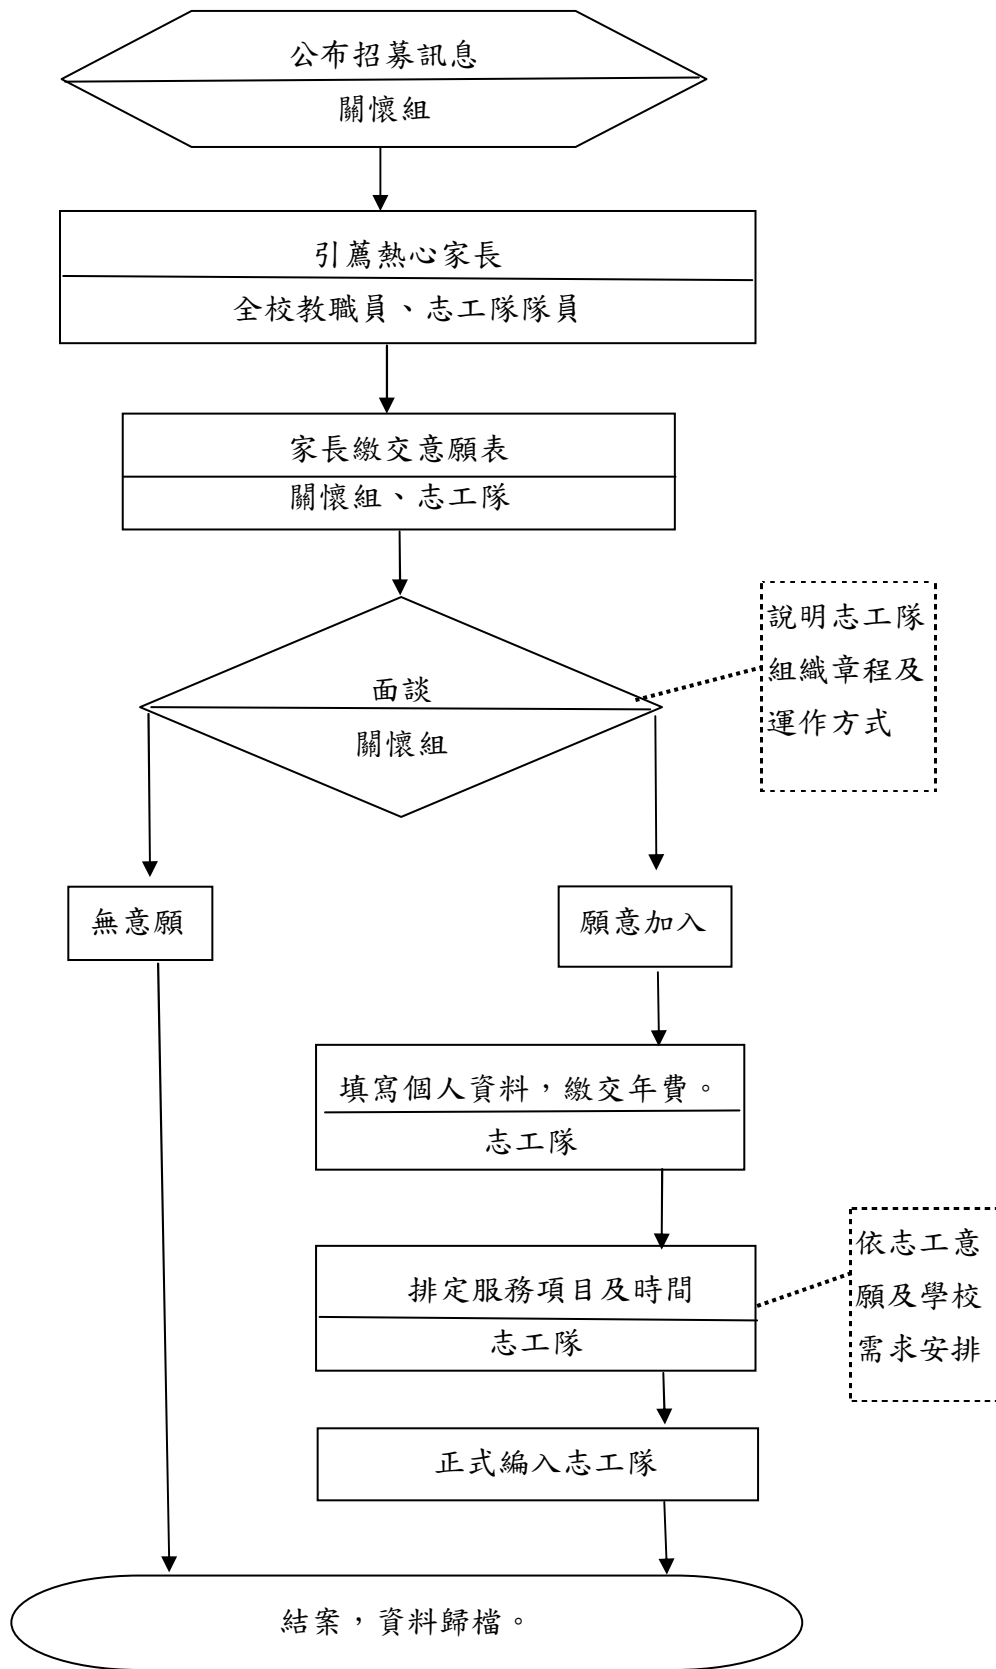 公布招募訊息
關懷組
引薦熱心家長
全校教職員、志工隊隊員
家長繳交意願表
關懷組、志工隊
面談
關懷組
說明志工隊
組織章程及
運作方式
無意願
願意加入
填寫個人資料，繳交年費。
志工隊
排定服務項目及時間
志工隊
依志工意
願及學校
需求安排
正式編入志工隊
結案，資料歸檔。